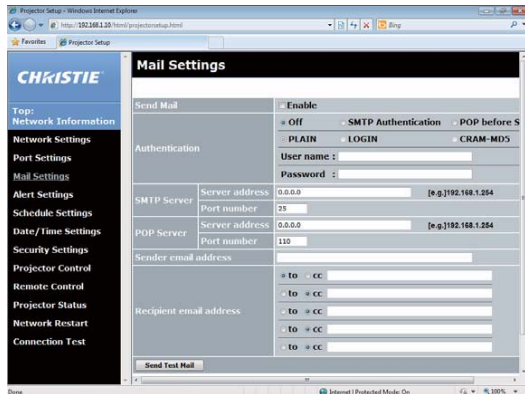 Projector Setup - Windows Internet Explorer
http://192.168.1.10/html/projectorsetup.html
Bing
Favorites
Projector Setup
CHRISTIE
Top:
Network Information
Network Settings
Port Settings
Mail Settings
Alert Settings
Schedule Settings
Date/Time Settings
Security Settings
Projector Control
Remote Control
Projector Status
Network Restart
Connection Test
Mail Settings
Send Mail
Enable
Authentication
Off SMTP Authentication POP before S
PLAIN LOGIN CRAM-MD5
User name :
Password :
SMTP Server
Server address 0.0.0.0 [e.g.]192.168.1.254
Port number 25
POP Server
Server address 0.0.0.0 [e.g.]192.168.1.254
Port number 110
Sender email address
Recipient email address
to cc
to cc
to cc
to cc
to cc
Send Test Mail
Done
Internet | Protected Mode: On
100%